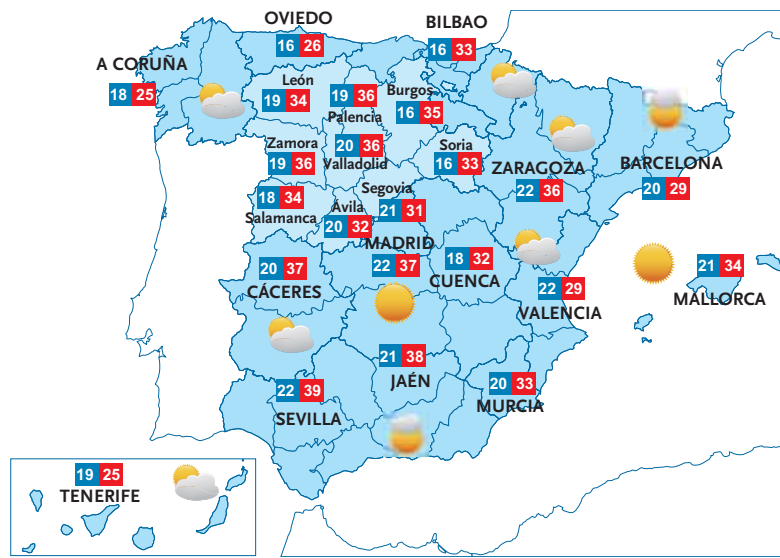 OVIEDO
16 26
BILBAO
16 33
A CORUÑA
18 25
León
19 34
19 36
Palencia
Burgos
16 35
Zamora
19 36
20 36
Valladolid
Soria
16 33
ZARAGOZA
22 36
BARCELONA
20 29
18 34
Salamanca
Ávila
20 32
Segovia
21 31
MADRID
22 37
18 32
CUENCA
20 37
CÁCERES
22 29
VALENCIA
21 34
MALLORCA
21 38
JAÉN
20 33
MURCIA
22 39
SEVILLA
19 25
TENERIFE